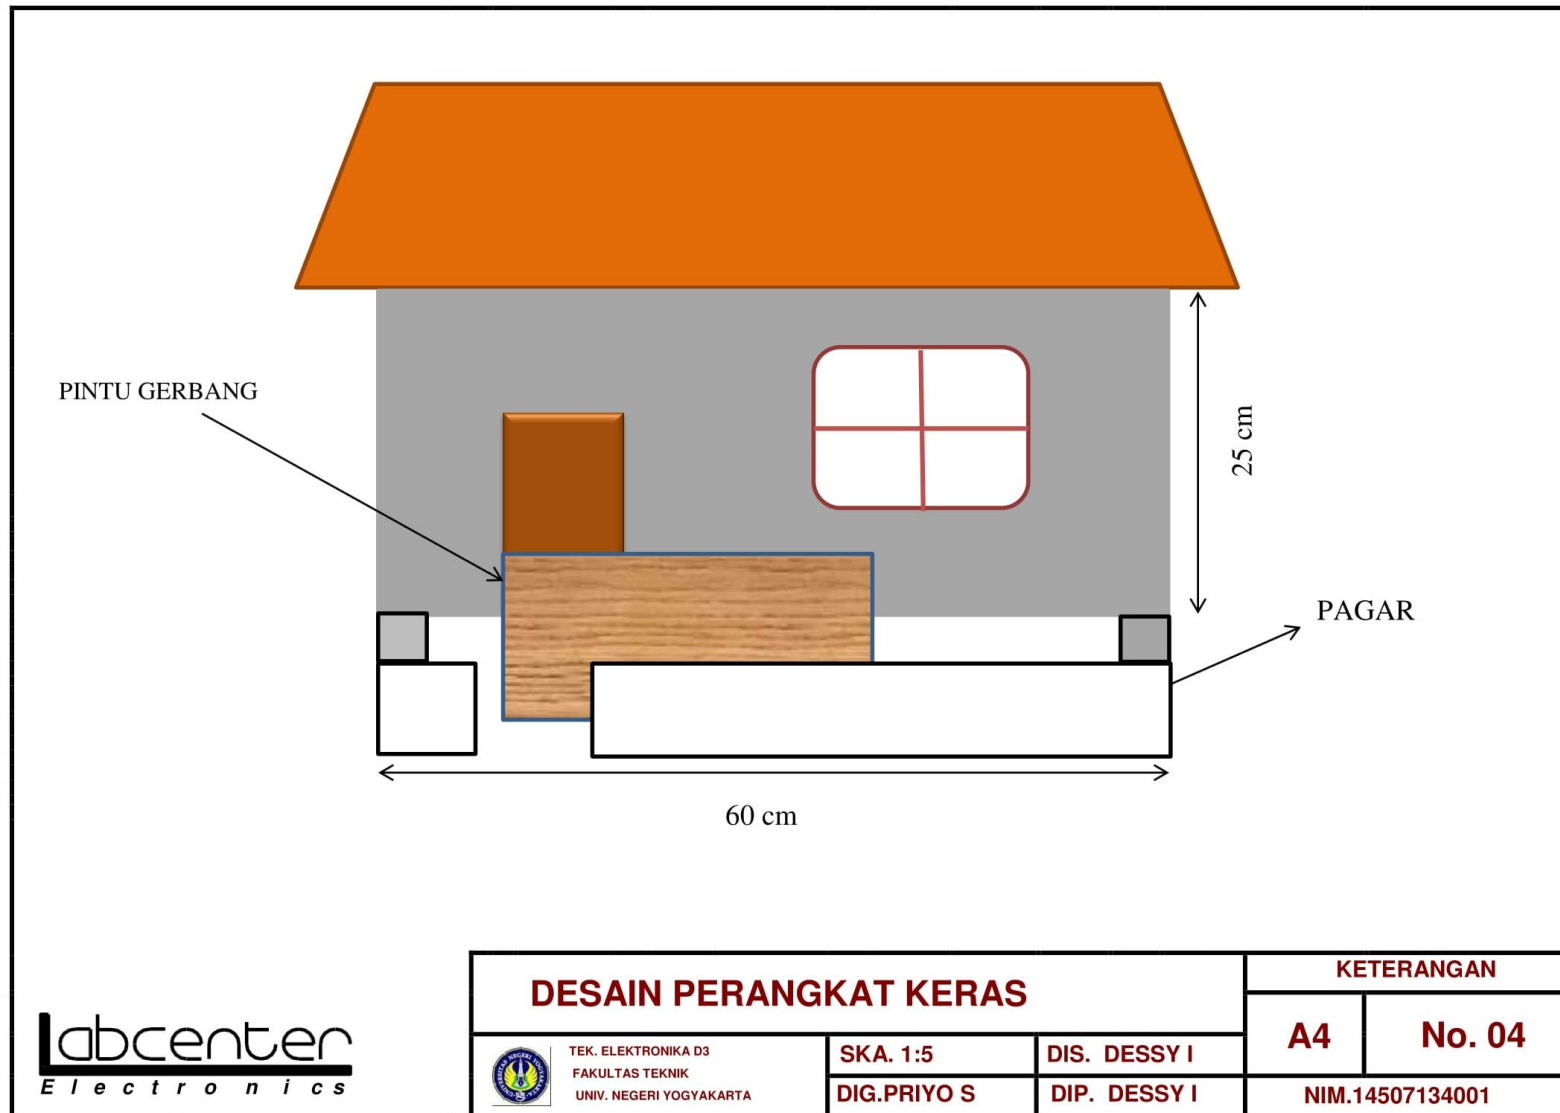 PINTU GERBANG
25 cm
PAGAR
60 cm
Labcenter
Electronics
DESAIN PERANGKAT KERAS
TEK. ELEKTRONIKA D3
FAKULTAS TEKNIK
UNIV. NEGERI YOGYAKARTA
SKA. 1:5
DIS. DESSY I
DIG.PRIYO S
DIP. DESSY I
KETERANGAN
A4
No. 04
NIM.14507134001